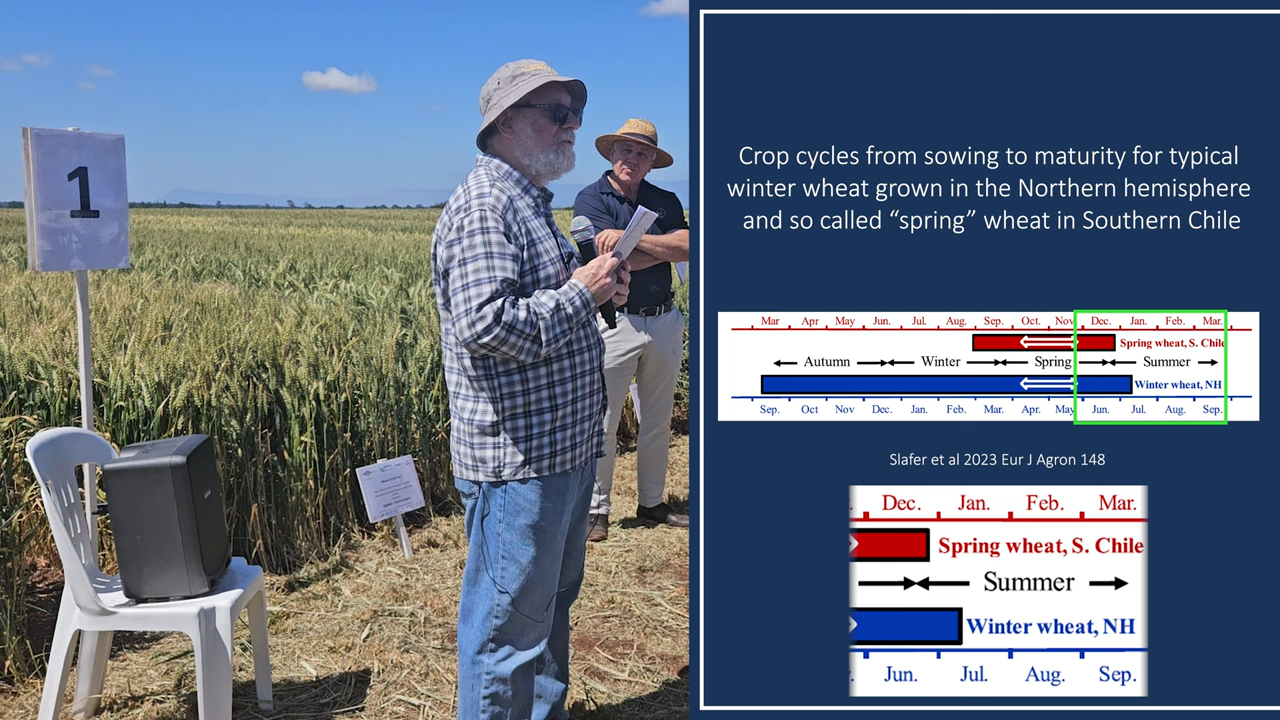 1
Crop cycles from sowing to maturity for typical
winter wheat grown in the Northern hemisphere
and so called “spring” wheat in Southern Chile
Mar Apr May Jun. Jul. Aug. Sep. Oct. Nov Dec. Jan. Feb. Mar.
Spring wheat, S. Chile
Autumn Winter Spring Summer
Winter wheat, NH
Sep. Oct Nov Dec. Jan. Feb. Mar. Apr. May Jun. Jul. Aug. Sep.
Slafer et al 2023 Eur J Agron 148
Dec. Jan. Feb. Mar.
Spring wheat, S. Chile
Summer
Winter wheat, NH
Jun. Jul. Aug. Sep.